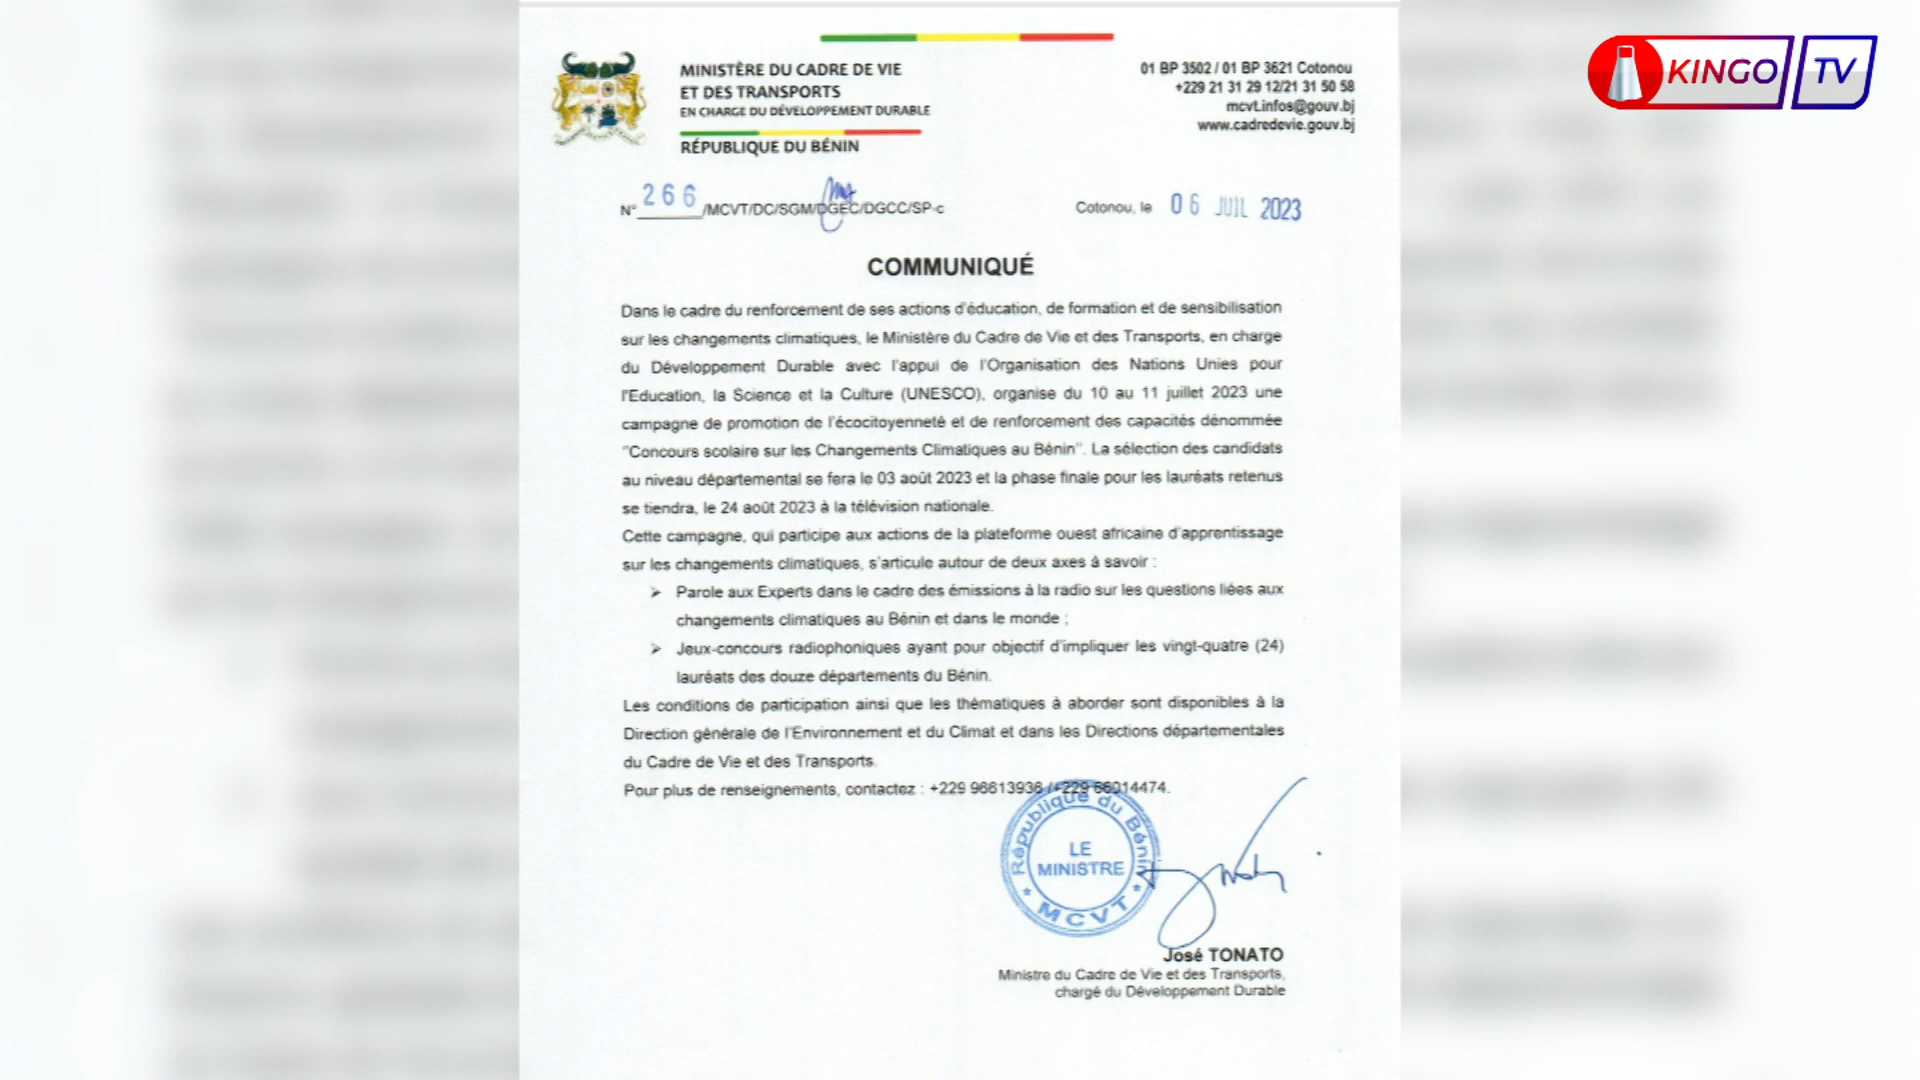 KINGO TV
MINISTÈRE DU CADRE DE VIE
ET DES TRANSPORTS
EN CHARGE DU DÉVELOPPEMENT DURABLE
RÉPUBLIQUE DU BÉNIN
01 BP 3502 / 01 BP 3621 Cotonou
+229 21 31 29 12/21 31 50 58
mcvt.infos@gouv.bj
www.cadredevie.gouv.bj
N° 266 /MCVT/DC/SGM/DGEC/DGCC/SP-c
Cotonou, le 06 JUIL 2023
COMMUNIQUÉ
Dans le cadre du renforcement de ses actions d'éducation, de formation et de sensibilisation
sur les changements climatiques, le Ministère du Cadre de Vie et des Transports, en charge
du Développement Durable avec l'appui de l'Organisation des Nations Unies pour
l'Education, la Science et la Culture (UNESCO), organise du 10 au 11 juillet 2023 une
campagne de promotion de l'écocitoyenneté et de renforcement des capacités dénommée
"Concours scolaire sur les Changements Climatiques au Bénin". La sélection des candidats
au niveau départemental se fera le 03 août 2023 et la phase finale pour les lauréats retenus
se tiendra, le 24 août 2023 à la télévision nationale.
Cette campagne, qui participe aux actions de la plateforme ouest africaine d'apprentissage
sur les changements climatiques, s'articule autour de deux axes à savoir :
➢ Parole aux Experts dans le cadre des émissions à la radio sur les questions liées aux
changements climatiques au Bénin et dans le monde ;
➢ Jeux-concours radiophoniques ayant pour objectif d'impliquer les vingt-quatre (24)
lauréats des douze départements du Bénin.
Les conditions de participation ainsi que les thématiques à aborder sont disponibles à la
Direction générale de l'Environnement et du Climat et dans les Directions départementales
du Cadre de Vie et des Transports.
Pour plus de renseignements, contactez : +229 96613936 /+229 66014474.
République du Bénin
LE
MINISTRE
* MCVT *
José TONATO
Ministre du Cadre de Vie et des Transports,
chargé du Développement Durable